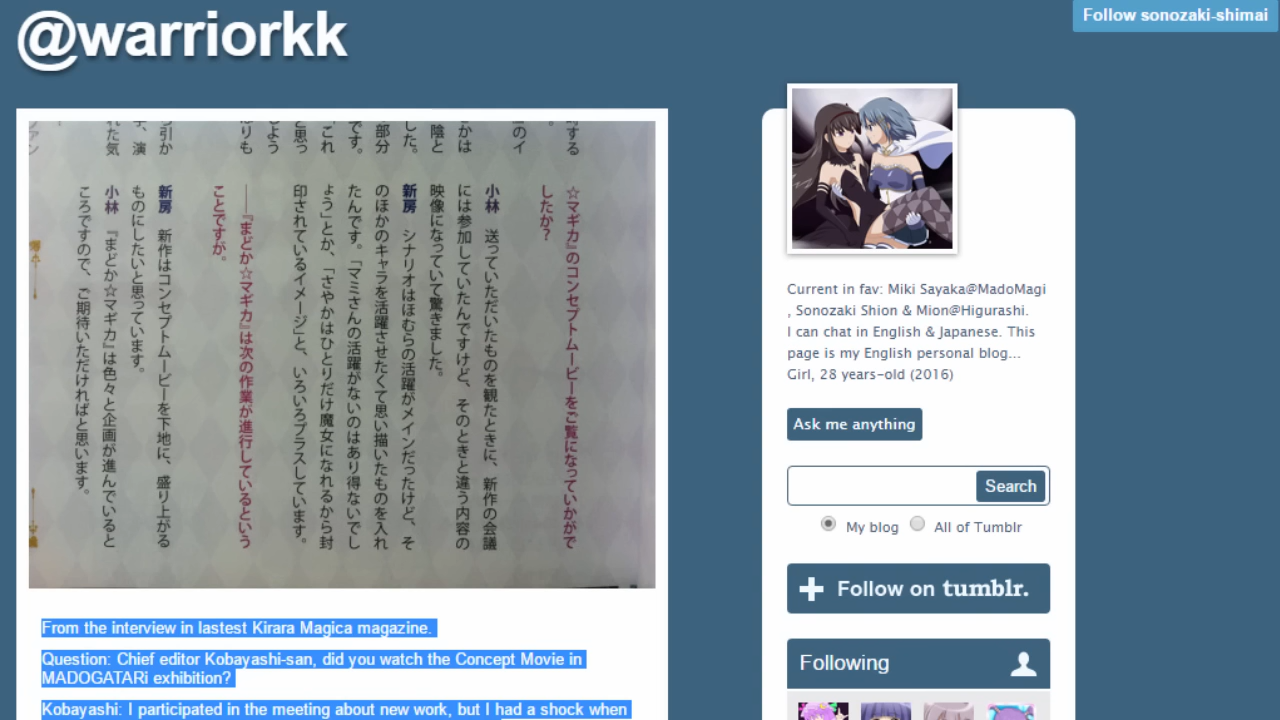 @warriorkk
Follow sonozaki-shimai
☆マギカ』のコンセプトムービーをご覧になっていかがで
したか?
小林 送っていただいたものを観たときに、新作の会議
には参加していたんですけど、そのときと違う内容の
映像になっていて驚きました。
新房 シナリオはほむらの活躍がメインだったけど、そ
のほかのキャラを活躍させたくて思い描いたものを入れ
たんです。「マミさんの活躍がないのはあり得ないでし
ょう」とか、「さやかはひとりだけ魔女になれるから封
印されているイメージ」と、いろいろプラスしています。
――『まどか☆マギカ』は次の作業が進行しているという
ことですが。
新房 新作はコンセプトムービーを下地に、盛り上がる
ものにしたいと思っています。
小林 『まどか☆マギカ』は色々と企画が進んでいると
ころですので、ご期待いただければと思います。
From the interview in lastest Kirara Magica magazine.
Question: Chief editor Kobayashi-san, did you watch the Concept Movie in
MADOGATARi exhibition?
Kobayashi: I participated in the meeting about new work, but I had a shock when
Current in fav: Miki Sayaka@MadoMagi
, Sonozaki Shion & Mion@Higurashi.
I can chat in English & Japanese. This
page is my English personal blog...
Girl, 28 years-old (2016)
Ask me anything
Search
My blog All of Tumblr
Follow on tumblr.
Following